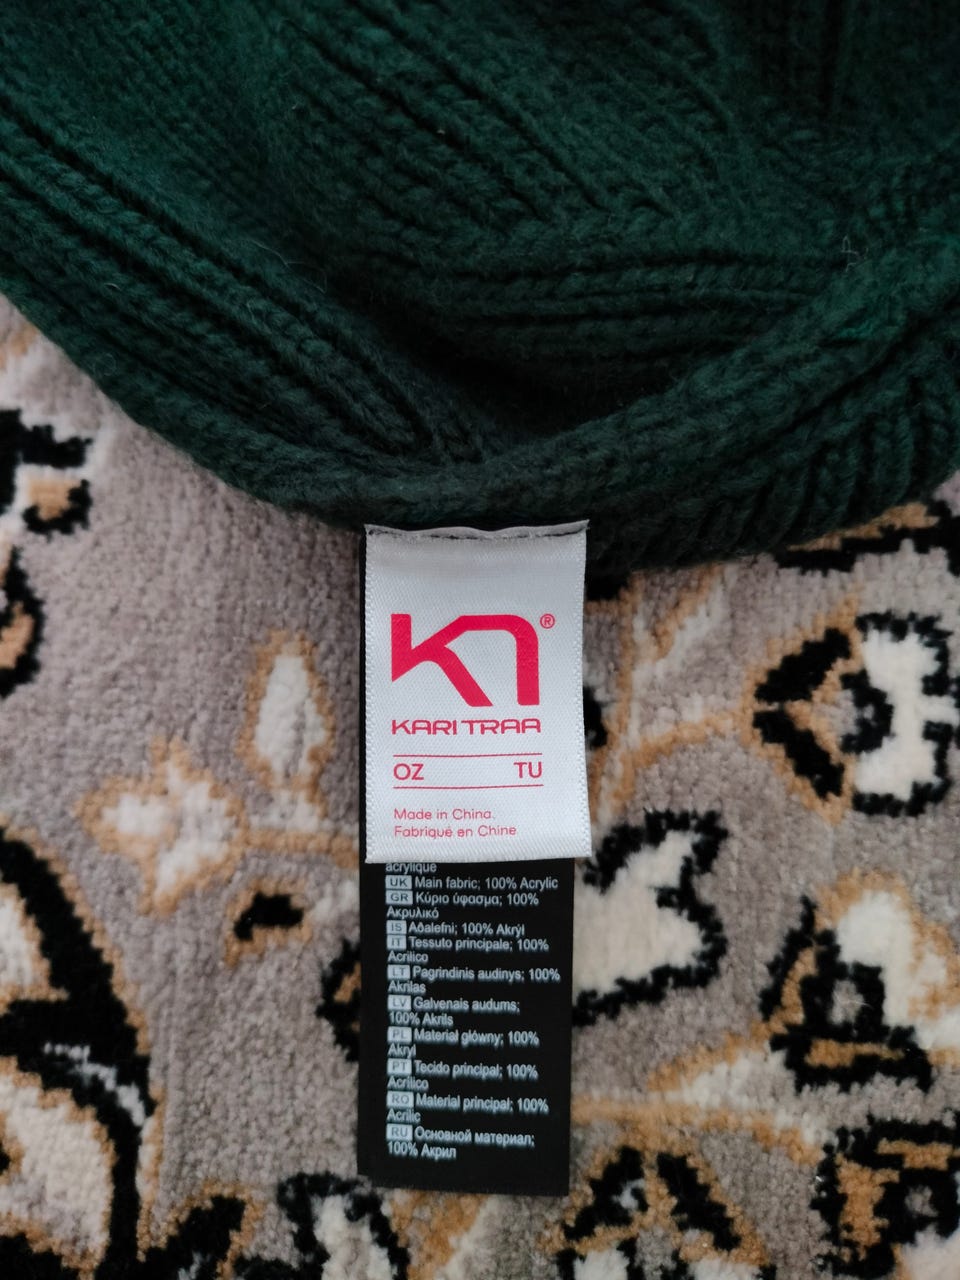 KT®
KARI TRAA
OZ TU
Made in China.
Fabriqué en Chine
acrylique
UK Main fabric; 100% Acrylic
GR Κύριο ύφασμα; 100%
Ακρυλικό
IS Aðalefni; 100% Akrýl
IT Tessuto principale; 100%
Acrilico
LT Pagrindinis audinys; 100%
Akrilas
LV Galvenais audums;
100% Akrils
PL Materiał główny; 100%
Akryl
PT Tecido principal; 100%
Acrílico
RO Material principal; 100%
Acrilic
RU Основной материал;
100% Акрил